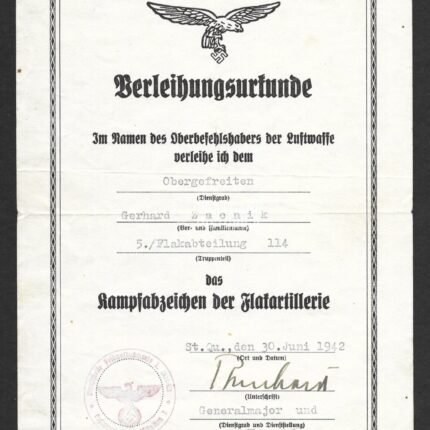 Verleihungsurkunde
Im Namen des Oberbefehlshabers der Luftwaffe
verleihe ich dem
Obergefreiten
(Dienstgrad)
Gerhard Zacnik
(Vor- und Familienname)
5./Flakabteilung 114
(Truppenteil)
das
Kampfabzeichen der Flakartillerie
St.Qu., den 30. Juni 1942
(Ort und Datum)
(Unterschrift)
Generalmajor und
(Dienstgrad und Dienststellung)